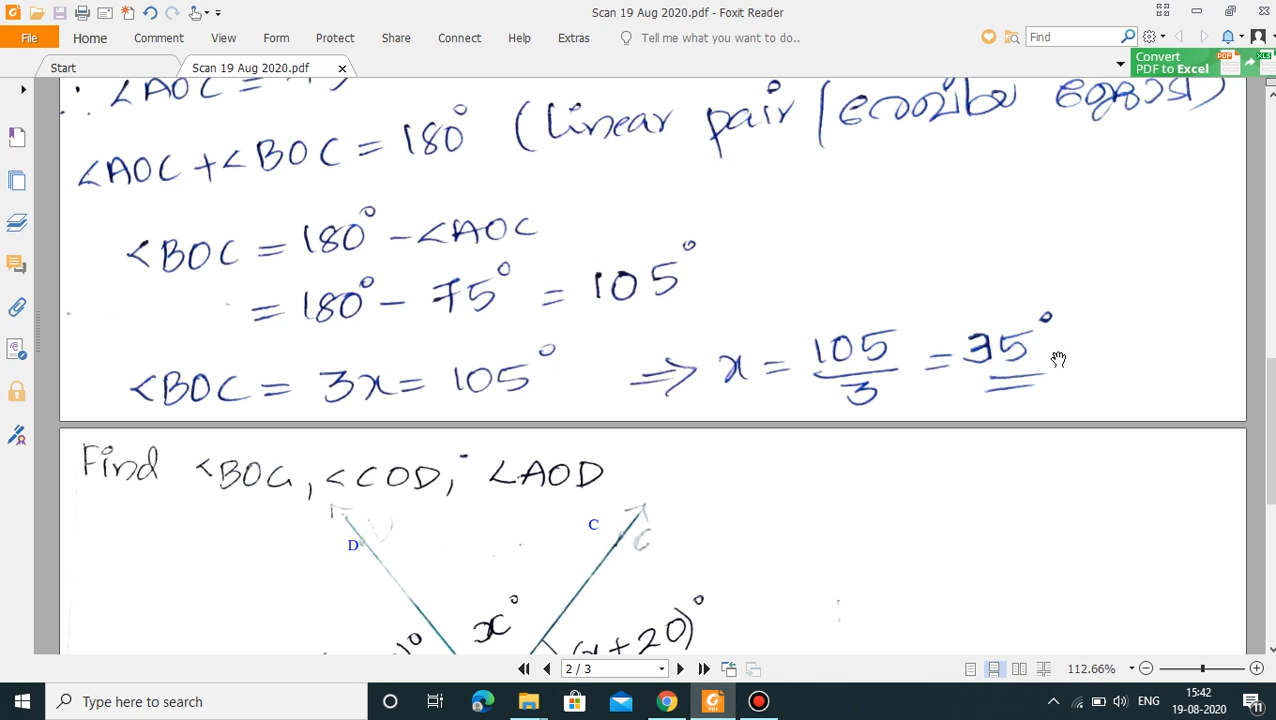 Scan 19 Aug 2020.pdf - Foxit Reader
File Home Comment View Form Protect Share Connect Help Extras Tell me what you want to do.. Find
Start Scan 19 Aug 2020.pdf
Convert PDF to Excel
∴ ∠AOC =
∠AOC + ∠BOC = 180° (linear pair /
∠BOC = 180° - ∠AOC
= 180° - 75° = 105°
∠BOC = 3x = 105° ⇒ x = 105/3 = 35°
Find ∠BOC, ∠COD, ∠AOD
D C
C
x°
(x+20)°
10
2 / 3 112.66%
Type here to search
ENG 15:42
19-08-2020
11